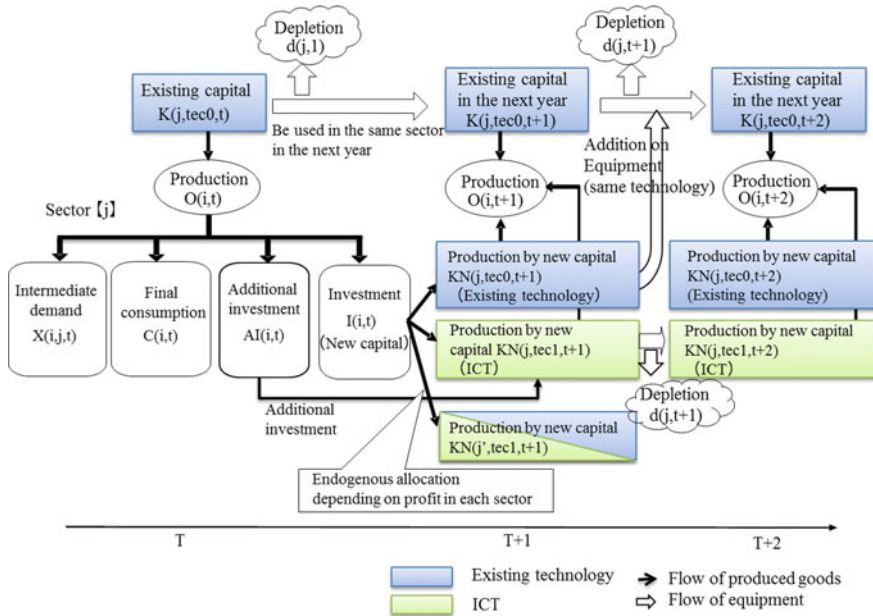 Depletion
d(j,1)
Depletion
d(j,t+1)
Existing capital
K(j,tec0,t)
Existing capital
in the next year
K(j,tec0,t+1)
Existing capital
in the next year
K(j,tec0,t+2)
Be used in the same sector
in the next year
Addition on
Equipment
(same technology)
Production
O(i,t)
Production
O(i,t+1)
Production
O(i,t+2)
Sector【j】
Intermediate
demand
X(i,j,t)
Final
consumption
C(i,t)
Additional
investment
AI(i,t)
Investment
I(i,t)
(New capital)
Production by new capital
KN(j,tec0,t+1)
(Existing technology)
Production by new capital
KN(j,tec0,t+2)
(Existing technology)
Production by new
capital KN(j,tec1,t+1)
(ICT)
Production by new capital
KN(j,tec1,t+2)
(ICT)
Depletion
d(j,t+1)
Additional
investment
Production by new capital
KN(j',tec1,t+1)
Endogenous allocation
depending on profit in each sector
T
T+1
T+2
Existing technology
Flow of produced goods
ICT
Flow of equipment